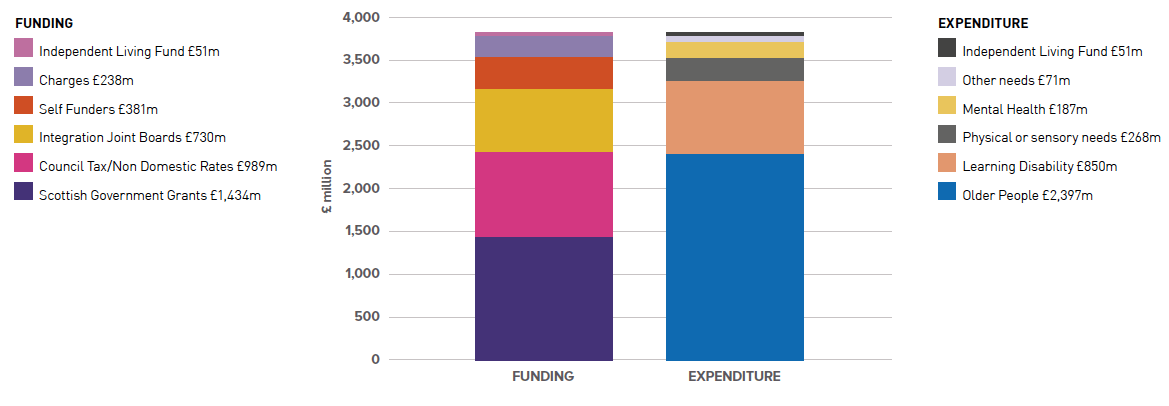 FUNDING
Independent Living Fund £51m
Charges £238m
Self Funders £381m
Integration Joint Boards £730m
Council Tax/Non Domestic Rates £989m
Scottish Government Grants £1,434m
£ million
4,000
3,500
3,000
2,500
2,000
1,500
1,000
500
0
FUNDING
EXPENDITURE
EXPENDITURE
Independent Living Fund £51m
Other needs £71m
Mental Health £187m
Physical or sensory needs £268m
Learning Disability £850m
Older People £2,397m